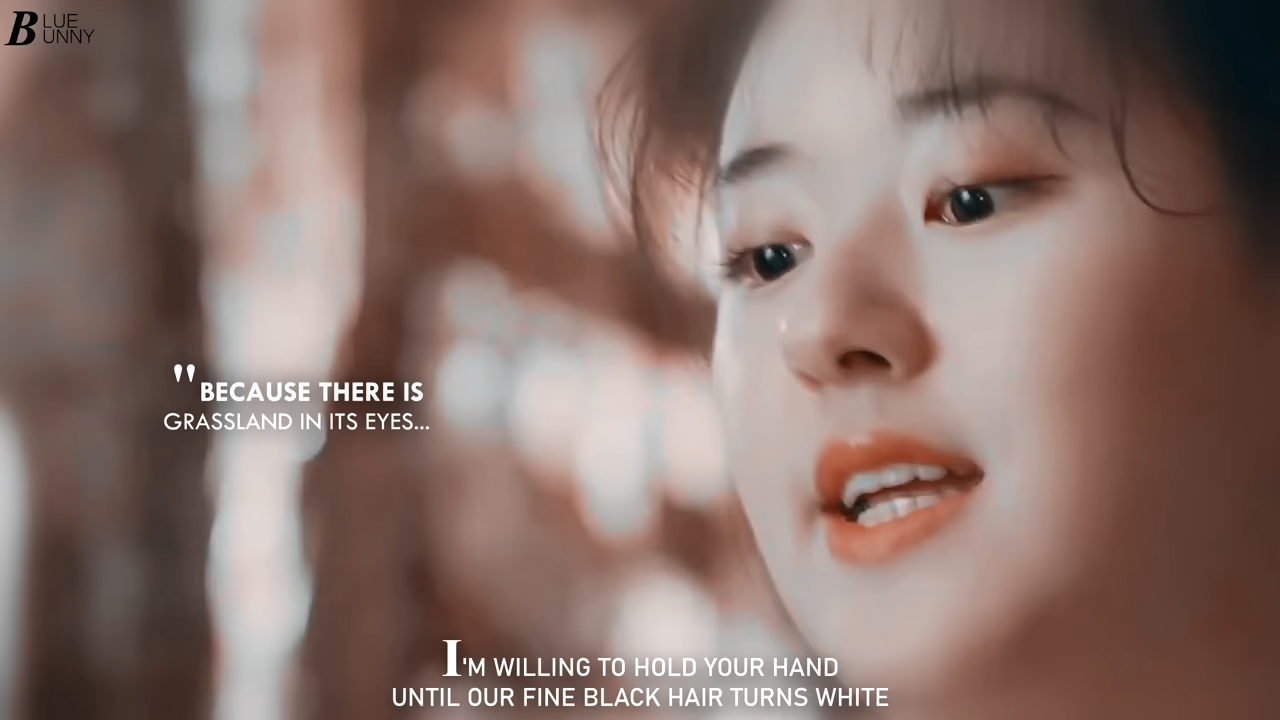 BLUE
BUNNY
"BECAUSE THERE IS
GRASSLAND IN ITS EYES...
I'M WILLING TO HOLD YOUR HAND
UNTIL OUR FINE BLACK HAIR TURNS WHITE